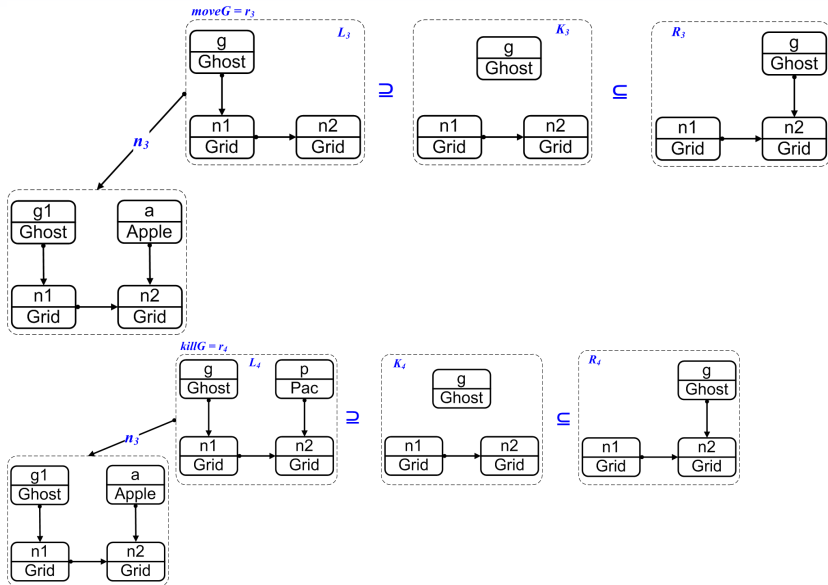 moveG = r3
L3
g
Ghost
n1
Grid
n2
Grid
⊇
K3
g
Ghost
n1
Grid
n2
Grid
⊆
R3
g
Ghost
n1
Grid
n2
Grid
n3
g1
Ghost
a
Apple
n1
Grid
n2
Grid
killG = r4
L4
g
Ghost
p
Pac
n1
Grid
n2
Grid
⊇
K4
g
Ghost
n1
Grid
n2
Grid
⊆
R4
g
Ghost
n1
Grid
n2
Grid
n3
g1
Ghost
a
Apple
n1
Grid
n2
Grid